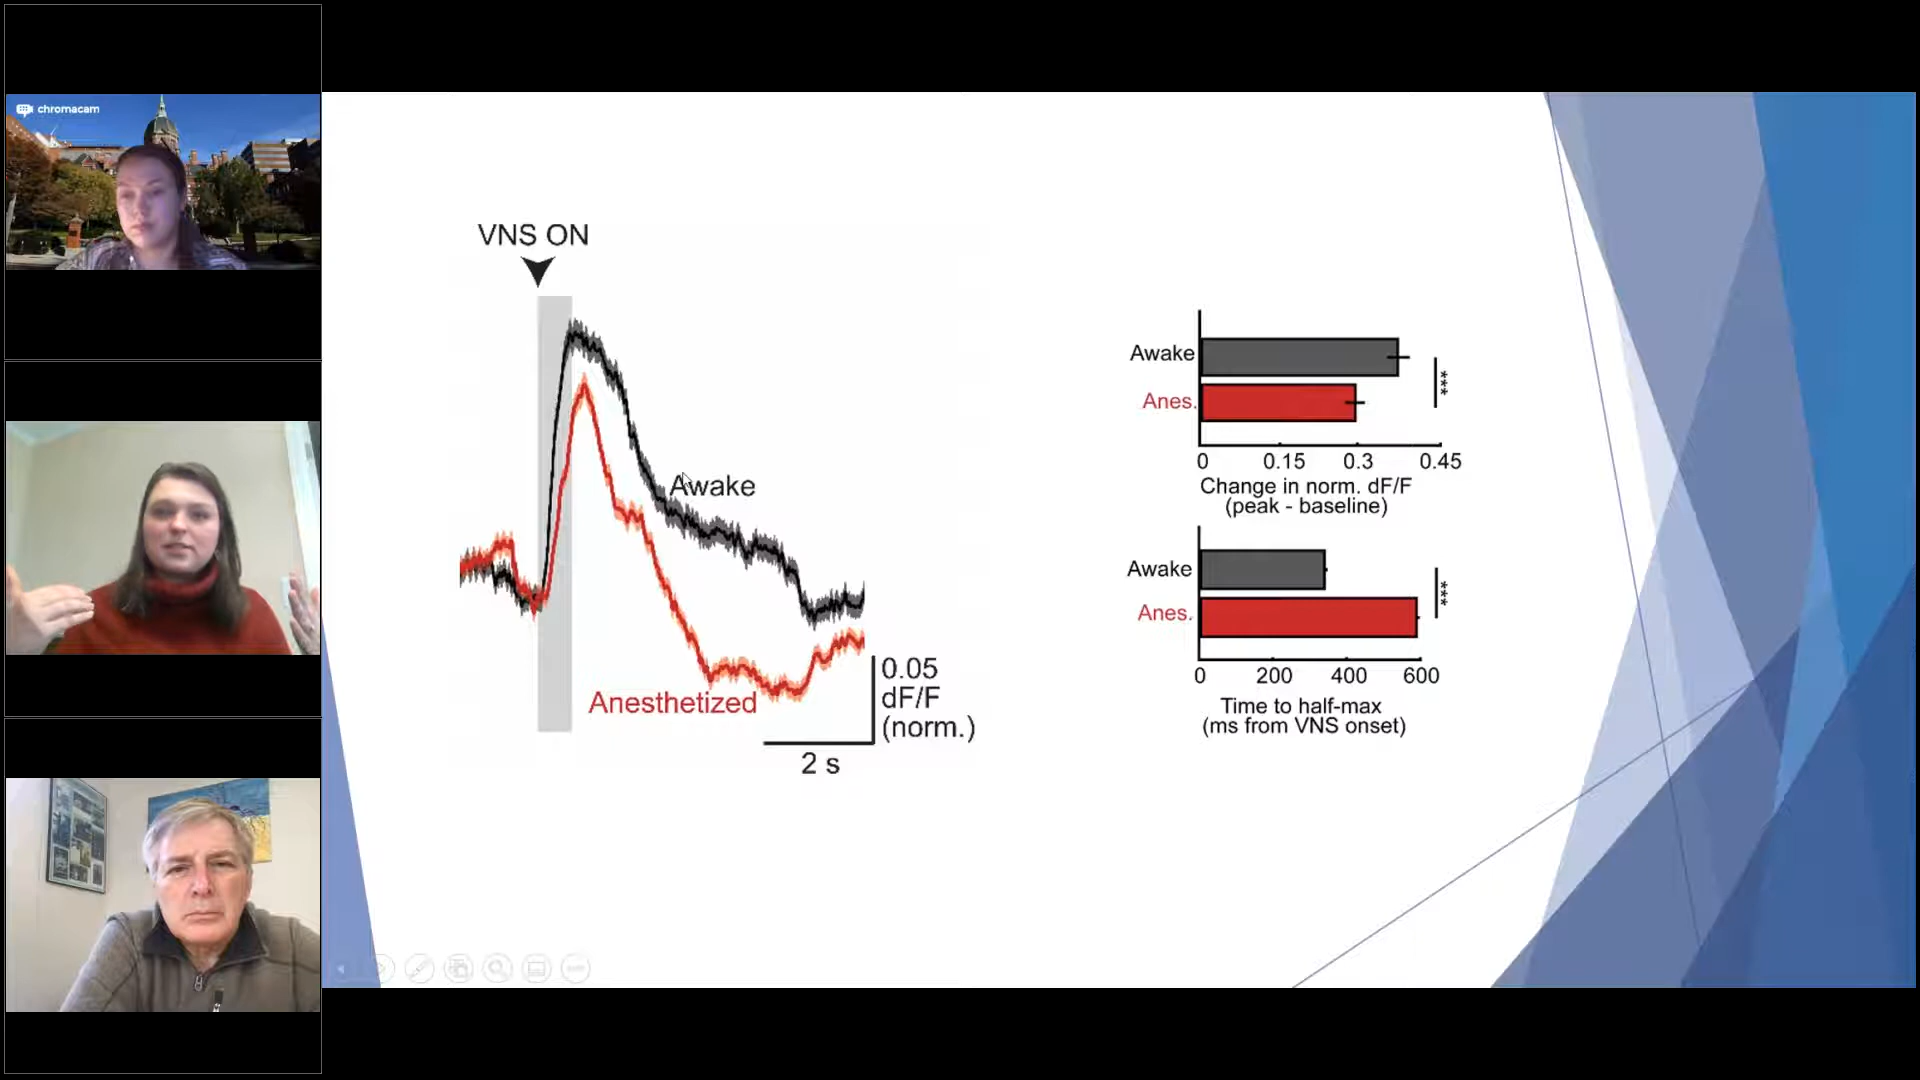 chromacam
VNS ON
Awake
Anesthetized
0.05
dF/F
(norm.)
2 s
Awake
Anes.
***
0 0.15 0.3 0.45
Change in norm. dF/F
(peak - baseline)
Awake
Anes.
***
0 200 400 600
Time to half-max
(ms from VNS onset)